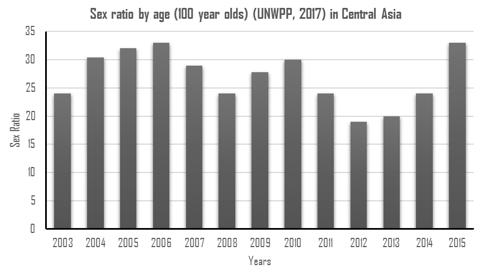 Sex ratio by age (100 year olds) (UNWPP, 2017) in Central Asia
35
30
25
20
15
10
5
0
Sex Ratio
2003 2004 2005 2006 2007 2008 2009 2010 2011 2012 2013 2014 2015
Years